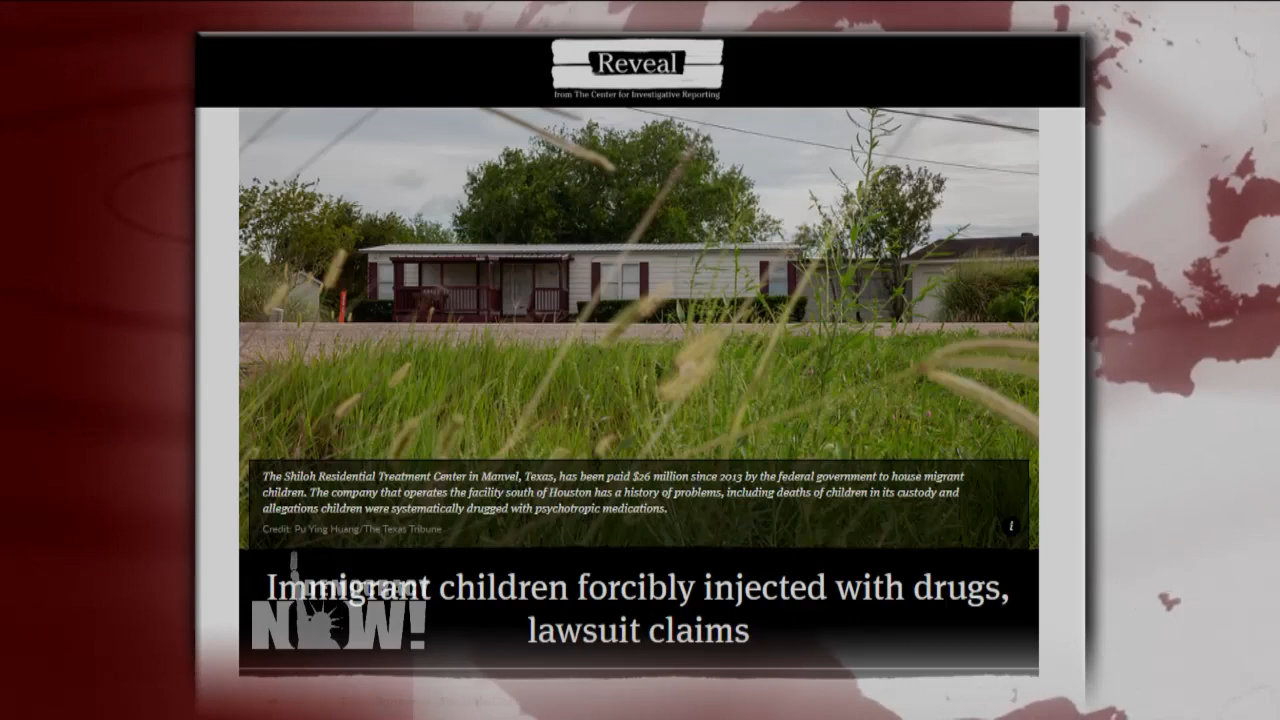 Reveal
from The Center for Investigative Reporting
The Shiloh Residential Treatment Center in Manvel, Texas, has been paid $26 million since 2013 by the federal government to house migrant
children. The company that operates the facility south of Houston has a history of problems, including deaths of children in its custody and
allegations children were systematically drugged with psychotropic medications.
Credit: Pu Ying Huang/The Texas Tribune
i
Immigrant children forcibly injected with drugs,
lawsuit claims
NOW!